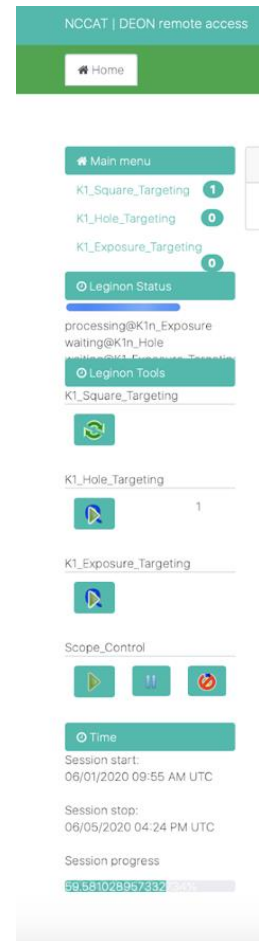 NCCAT | DEON remote access
Home
Main menu
K1_Square_Targeting 1
K1_Hole_Targeting 0
K1_Exposure_Targeting
0
Leginon Status
processing@K1n_Exposure
waiting@K1n_Hole
waiting@K1_Exposure_Targetin
Leginon Tools
K1_Square_Targeting
K1_Hole_Targeting
1
K1_Exposure_Targeting
Scope_Control
Time
Session start:
06/01/2020 09:55 AM UTC
Session stop:
06/05/2020 04:24 PM UTC
Session progress